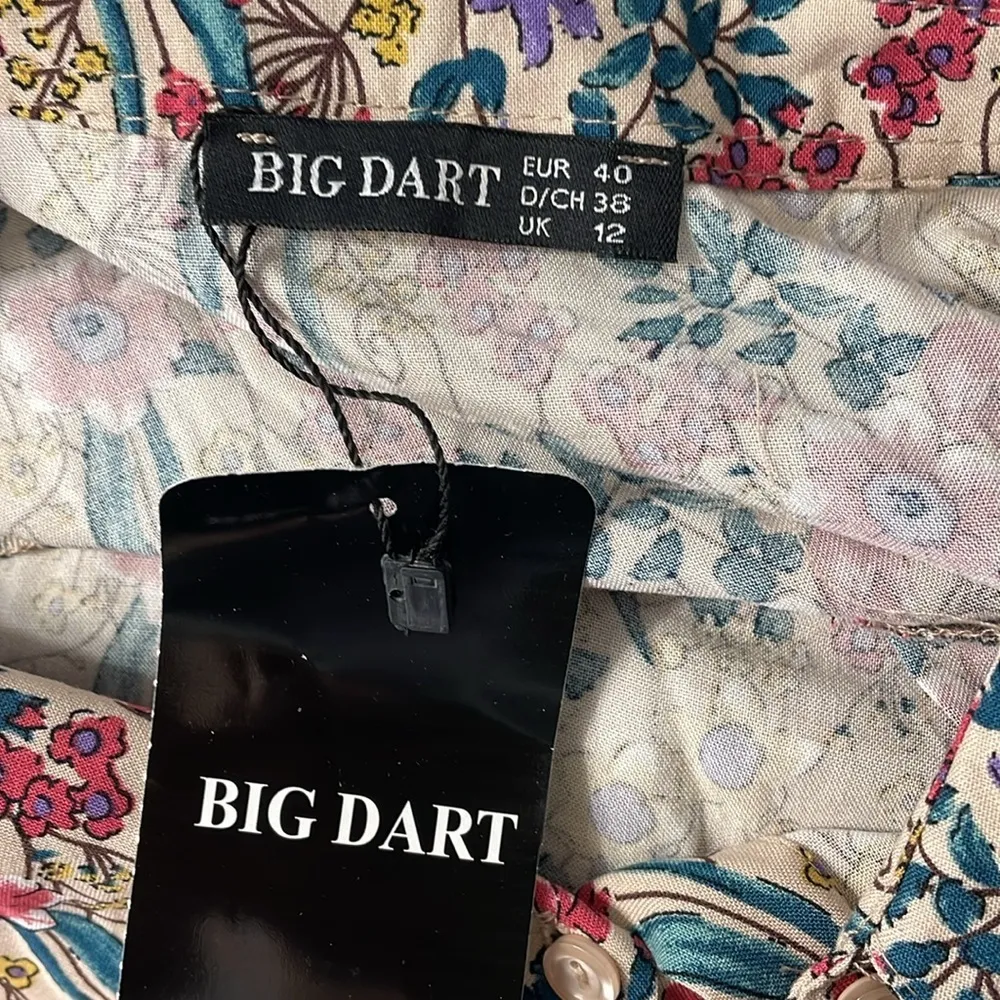 BIG DART
EUR 40
D/CH 38
UK 12
BIG DART